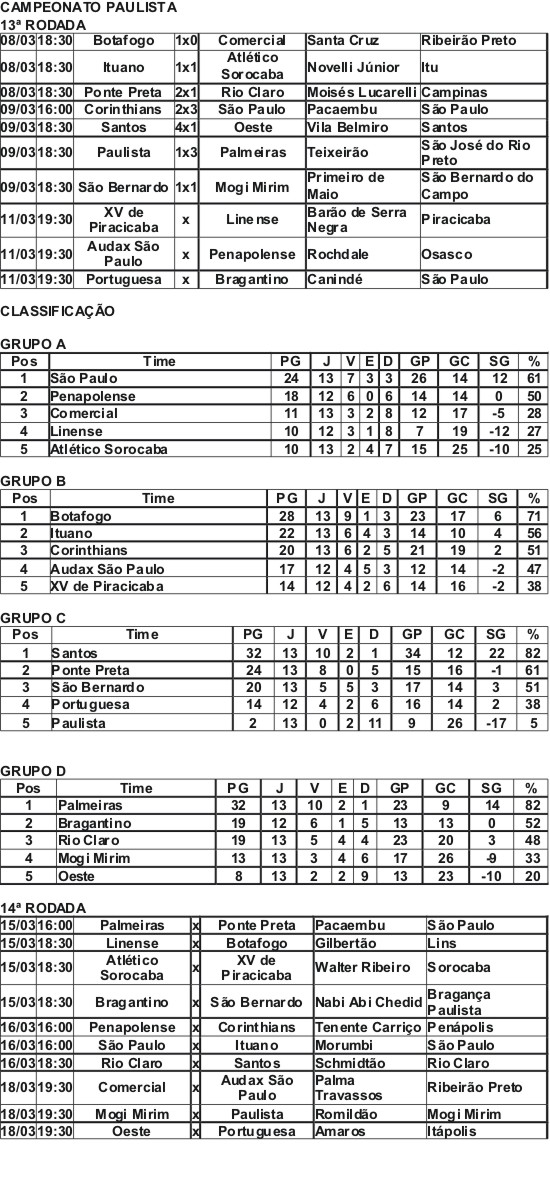 CAMPEONATO PAULISTA
13ª RODADA
08/03 18:30 Botafogo 1x0 Comercial Santa Cruz Ribeirão Preto
08/03 18:30 Ituano 1x1 Atlético Sorocaba Novelli Júnior Itu
08/03 18:30 Ponte Preta 2x1 Rio Claro Moisés Lucarelli Campinas
09/03 16:00 Corinthians 2x3 São Paulo Pacaembu São Paulo
09/03 18:30 Santos 4x1 Oeste Vila Belmiro Santos
09/03 18:30 Paulista 1x3 Palmeiras Teixeirão São José do Rio Preto
09/03 18:30 São Bernardo 1x1 Mogi Mirim Primeiro de Maio São Bernardo do Campo
11/03 19:30 XV de Piracicaba x Linense Barão de Serra Negra Piracicaba
11/03 19:30 Audax São Paulo x Penapolense Rochdale Osasco
11/03 19:30 Portuguesa x Bragantino Canindé São Paulo
CLASSIFICAÇÃO
GRUPO A
Pos Time PG J V E D GP GC SG %
1 São Paulo 24 13 7 3 3 26 14 12 61
2 Penapolense 18 12 6 0 6 14 14 0 50
3 Comercial 11 13 3 2 8 12 17 -5 28
4 Linense 10 12 3 1 8 7 19 -12 27
5 Atlético Sorocaba 10 13 2 4 7 15 25 -10 25
GRUPO B
Pos Time PG J V E D GP GC SG %
1 Botafogo 28 13 9 1 3 23 17 6 71
2 Ituano 22 13 6 4 3 14 10 4 56
3 Corinthians 20 13 6 2 5 21 19 2 51
4 Audax São Paulo 17 12 4 5 3 12 14 -2 47
5 XV de Piracicaba 14 12 4 2 6 14 16 -2 38
GRUPO C
Pos Time PG J V E D GP GC SG %
1 Santos 32 13 10 2 1 34 12 22 82
2 Ponte Preta 24 13 8 0 5 15 16 -1 61
3 São Bernardo 20 13 5 5 3 17 14 3 51
4 Portuguesa 14 12 4 2 6 16 14 2 38
5 Paulista 2 13 0 2 11 9 26 -17 5
GRUPO D
Pos Time PG J V E D GP GC SG %
1 Palmeiras 32 13 10 2 1 23 9 14 82
2 Bragantino 19 12 6 1 5 13 13 0 52
3 Rio Claro 19 13 5 4 4 23 20 3 48
4 Mogi Mirim 13 13 3 4 6 17 26 -9 33
5 Oeste 8 13 2 2 9 13 23 -10 20
14ª RODADA
15/03 16:00 Palmeiras x Ponte Preta Pacaembu São Paulo
15/03 18:30 Linense x Botafogo Gilbertão Lins
15/03 18:30 Atlético Sorocaba x XV de Piracicaba Walter Ribeiro Sorocaba
15/03 18:30 Bragantino x São Bernardo Nabi Abi Chedid Bragança Paulista
16/03 16:00 Penapolense x Corinthians Tenente Carriço Penápolis
16/03 16:00 São Paulo x Ituano Morumbi São Paulo
16/03 18:30 Rio Claro x Santos Schmidtão Rio Claro
18/03 19:30 Comercial x Audax São Paulo Palma Travassos Ribeirão Preto
18/03 19:30 Mogi Mirim x Paulista Romildão Mogi Mirim
18/03 19:30 Oeste x Portuguesa Amaros Itápolis